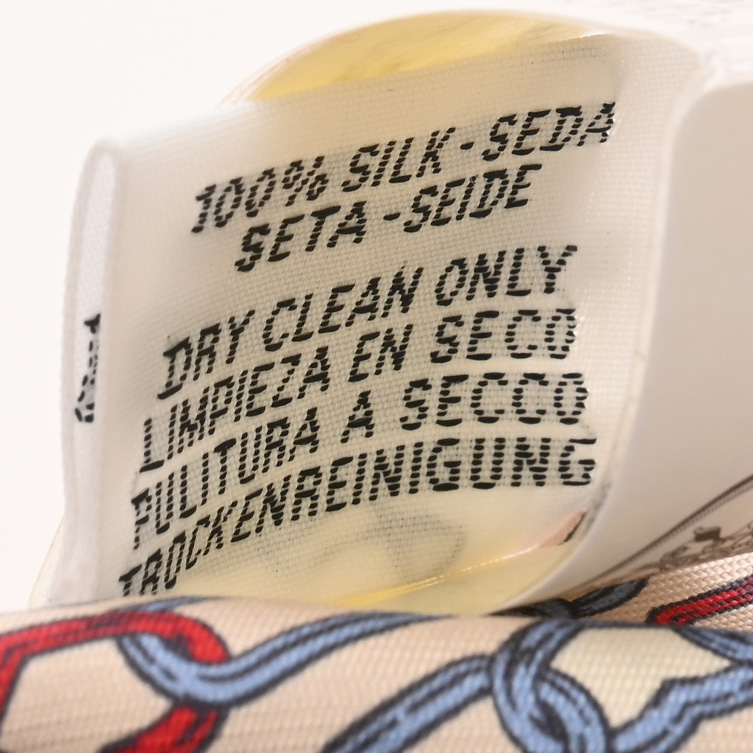 100% SILK - SEDA
SETA - SEIDE
DRY CLEAN ONLY
LIMPIEZA EN SECO
PULITURA A SECCO
TROCKENREINIGUNG